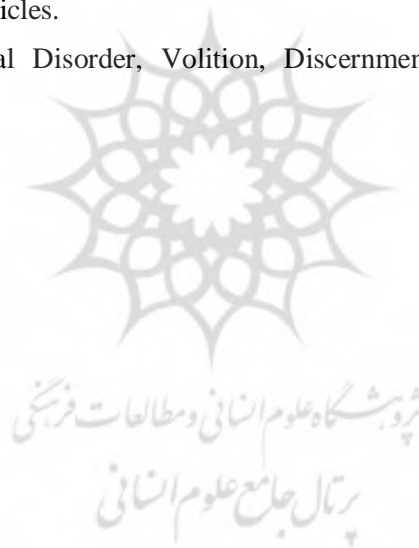 icles.
al Disorder, Volition, Discernmen
پژوهشگاه علوم انسانی و مطالعات فرهنگی
پرتال جامع علوم انسانی